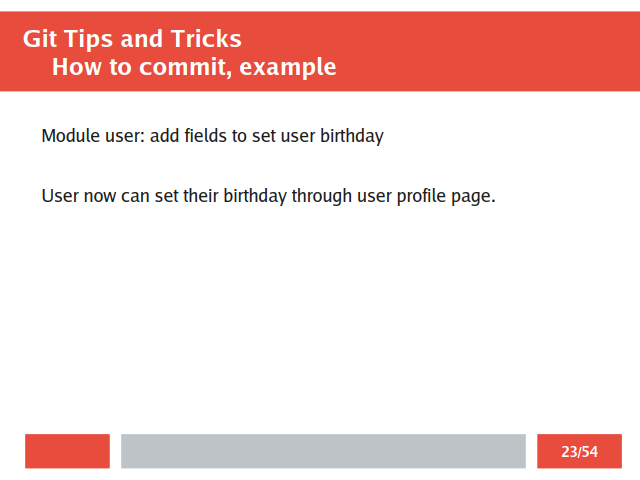 Git Tips and Tricks
How to commit, example
Module user: add fields to set user birthday
User now can set their birthday through user profile page.
23/54